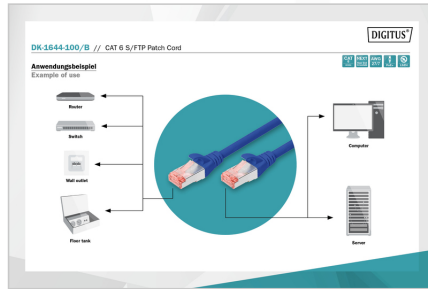 DIGITUS®
DK-1644-100/B // CAT 6 S/FTP Patch Cord
Anwendungsbeispiel
Example of use
Router
Switch
Wall outlet
Floor tank
Computer
Server